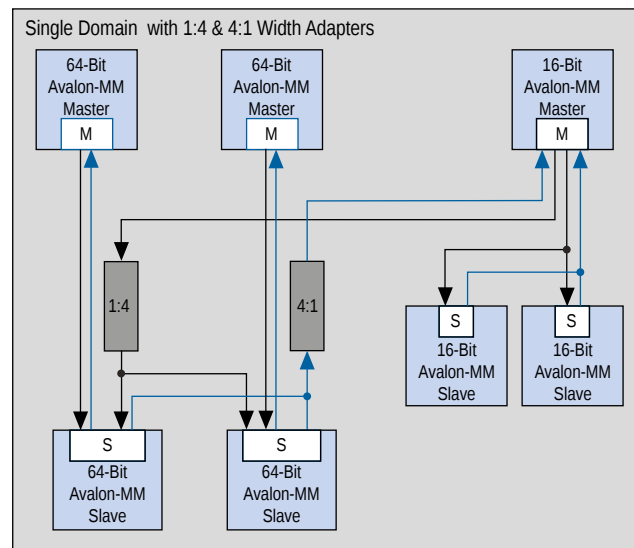 Single Domain with 1:4 & 4:1 Width Adapters
64-Bit
Avalon-MM
Master
M
64-Bit
Avalon-MM
Master
M
16-Bit
Avalon-MM
Master
M
1:4
4:1
S
16-Bit
Avalon-MM
Slave
S
16-Bit
Avalon-MM
Slave
S
64-Bit
Avalon-MM
Slave
S
64-Bit
Avalon-MM
Slave